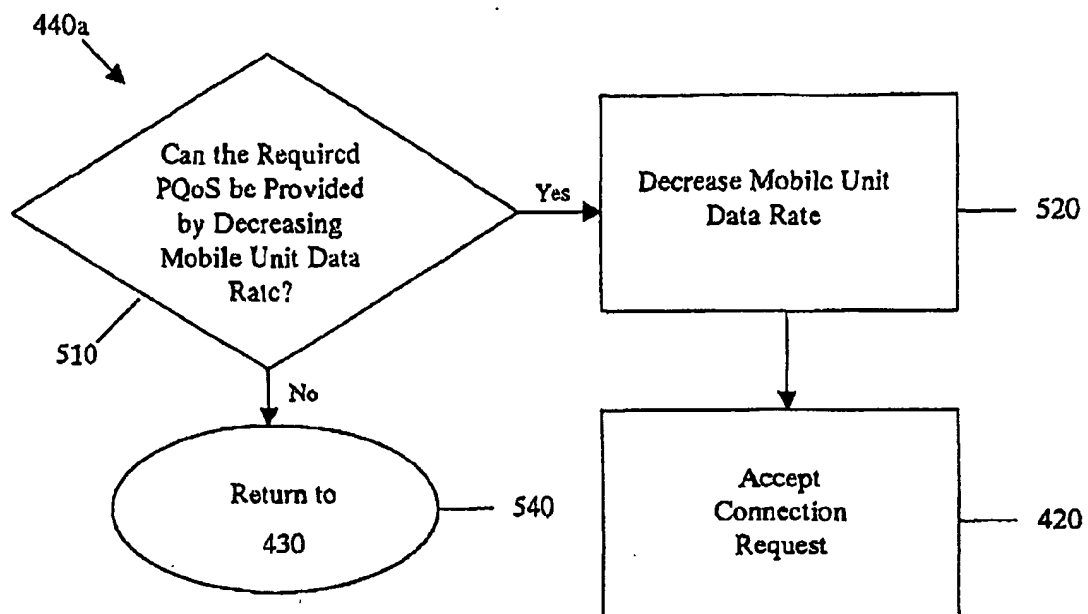 440a
Can the Required
PQoS be Provided
by Decreasing
Mobile Unit Data
Rate?
Yes
Decrease Mobile Unit
Data Rate
520
510
No
Return to
430
540
Accept
Connection
Request
420